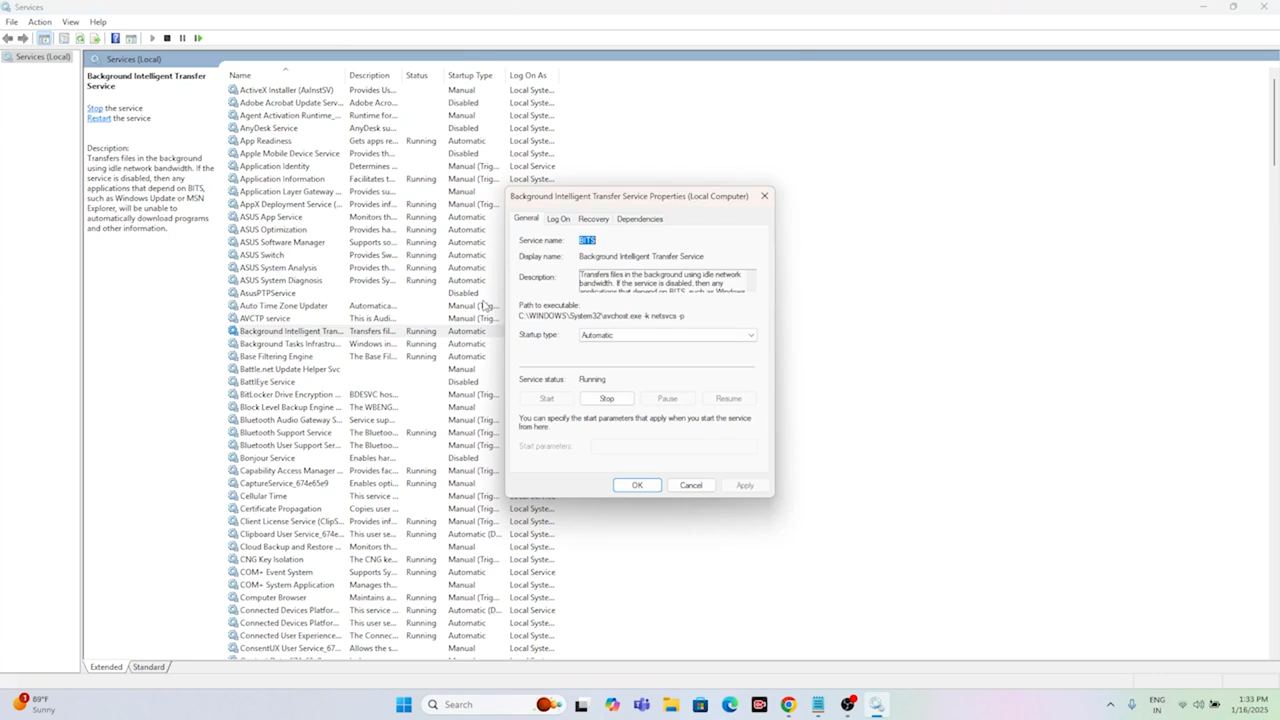 Services
File Action View Help
Services (Local)
Services (Local)
Background Intelligent Transfer
Service
Stop the service
Restart the service
Description:
Transfers files in the background
using idle network bandwidth. If the
service is disabled, then any
applications that depend on BITS,
such as Windows Update or MSN
Explorer, will be unable to
automatically download programs
and other information.
Name Description Status Startup Type Log On As
ActiveX Installer (AxInstSV) Provides Us... Manual Local Syste...
Adobe Acrobat Update Serv... Adobe Acro... Disabled Local Syste...
Agent Activation Runtime_... Runtime for... Manual Local Syste...
AnyDesk Service AnyDesk su... Disabled Local Syste...
App Readiness Gets apps re... Running Automatic Local Syste...
Apple Mobile Device Service Provides th... Disabled Local Syste...
Application Identity Determines ... Manual (Trig... Local Service
Application Information Facilitates t... Running Manual (Trig... Local Syste...
Application Layer Gateway ... Provides su... Manual
AppX Deployment Service (... Provides inf... Running Manual (Trig...
ASUS App Service Monitors th... Running Automatic
ASUS Optimization Provides ho... Running Automatic
ASUS Software Manager Supports so... Running Automatic
ASUS Switch Provides Sw... Running Automatic
ASUS System Analysis Provides th... Running Automatic
ASUS System Diagnosis Provides Sy... Running Automatic
AsusPTPService Disabled
Auto Time Zone Updater Automatica... Manual (Trig...
AVCTP service This is Audi... Running Manual (Trig...
Background Intelligent Tran... Transfers fil... Running Automatic
Background Tasks Infrastru... Windows in... Running Automatic
Base Filtering Engine The Base Fil... Running Automatic
Battle.net Update Helper Svc Manual
BattlEye Service Disabled
BitLocker Drive Encryption ... BDESVC hos... Manual (Trig...
Block Level Backup Engine ... The WBENG... Manual
Bluetooth Audio Gateway S... Service sup... Manual (Trig...
Bluetooth Support Service The Bluetoo... Running Manual (Trig...
Bluetooth User Support Ser... The Bluetoo... Manual (Trig...
Bonjour Service Enables har... Disabled
Capability Access Manager ... Provides fac... Running Manual (Trig...
CaptureService_674e65e9 Enables opti... Running Manual
Cellular Time This service ... Manual (Trig...
Certificate Propagation Copies user ... Manual (Trig... Local Syste...
Client License Service (ClipS... Provides inf... Running Manual (Trig... Local Syste...
Clipboard User Service_674e... This user se... Running Automatic (D... Local Syste...
Cloud Backup and Restore ... Monitors th... Manual Local Syste...
CNG Key Isolation The CNG ke... Running Manual (Trig... Local Syste...
COM+ Event System Supports Sy... Running Automatic Local Service
COM+ System Application Manages th... Manual Local Syste...
Computer Browser Maintains a... Running Manual (Trig... Local Syste...
Connected Devices Platfor... This service ... Running Automatic (D... Local Service
Connected Devices Platfor... This user se... Running Automatic Local Syste...
Connected User Experience... The Connec... Running Automatic Local Syste...
ConsentUX User Service_67... Allows the s... Manual Local Syste...
Background Intelligent Transfer Service Properties (Local Computer)
General Log On Recovery Dependencies
Service name: BITS
Display name: Background Intelligent Transfer Service
Description: Transfers files in the background using idle network
bandwidth. If the service is disabled, then any
applications that depend on BITS, such as Windows
Path to executable:
C:\WINDOWS\System32\svchost.exe -k netsvcs -p
Startup type: Automatic
Service status: Running
Start Stop Pause Resume
You can specify the start parameters that apply when you start the service
from here.
Start parameters:
OK Cancel Apply
Extended Standard
1
89°F
Sunny
Search
ENG
IN
1:33 PM
1/16/2025